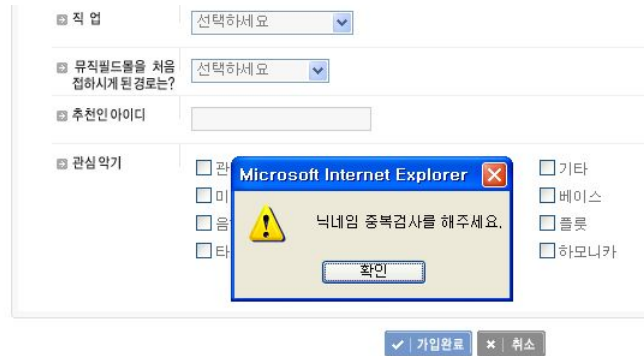 직 업
선택하세요
뮤직필드몰을 처음
접하시게 된 경로는?
선택하세요
추천인 아이디
관심 악기
관
기타
Microsoft Internet Explorer
미
베이스
닉네임 중복검사를 해주세요.
플룻
타
하모니카
확인
가입완료
취소